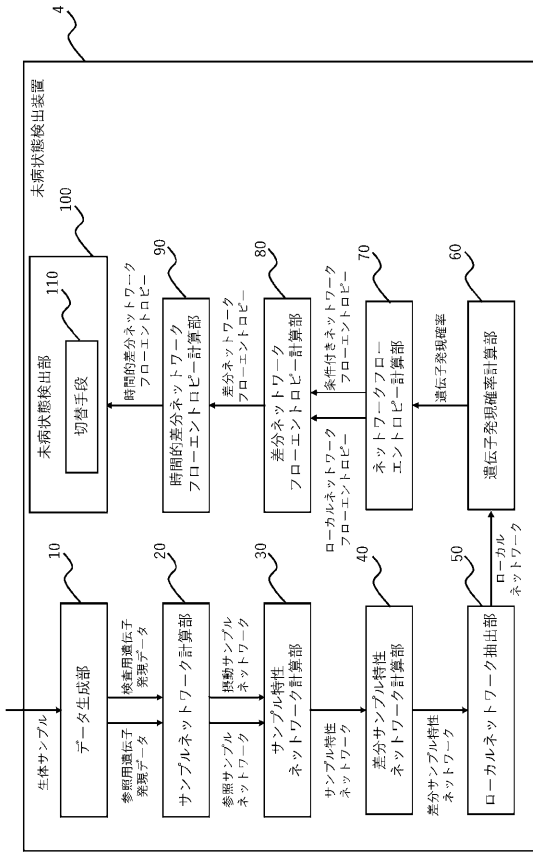 4
未病状態検出装置
生体サンプル
10
データ生成部
参照用遺伝子
発現データ
検査用遺伝子
発現データ
20
サンプルネットワーク計算部
参照サンプル
ネットワーク
摂動サンプル
ネットワーク
30
サンプル特性
ネットワーク計算部
サンプル特性
ネットワーク
40
差分サンプル特性
ネットワーク計算部
差分サンプル特性
ネットワーク
50
ローカルネットワーク抽出部
ローカル
ネットワーク
60
遺伝子発現確率計算部
遺伝子発現確率
70
ネットワークフロー
エントロピー計算部
ローカルネットワーク
フローエントロピー
条件付きネットワーク
フローエントロピー
80
差分ネットワーク
フローエントロピー計算部
差分ネットワーク
フローエントロピー
90
時間的差分ネットワーク
フローエントロピー計算部
時間的差分ネットワーク
フローエントロピー
100
未病状態検出部
110
切替手段